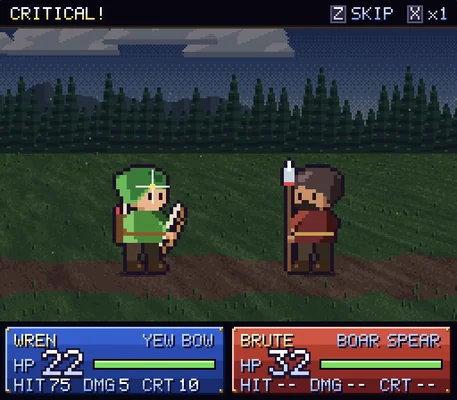 CRITICAL! Z SKIP X x1
WREN YEW BOW
HP 22
HIT 75 DMG 5 CRT 10
BRUTE BOAR SPEAR
HP 32
HIT -- DMG -- CRT --